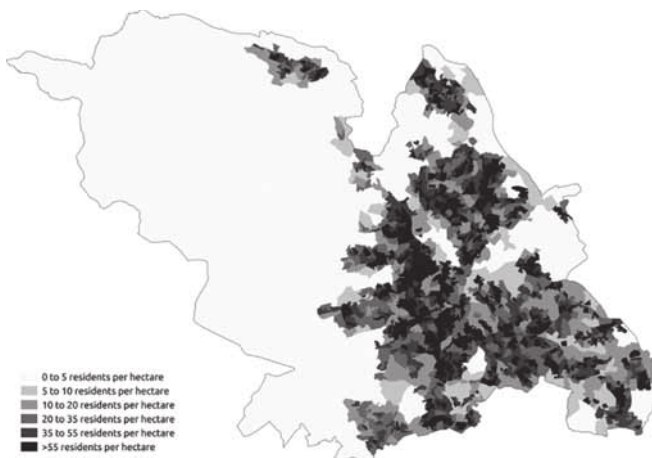 0 to 5 residents per hectare
5 to 10 residents per hectare
10 to 20 residents per hectare
20 to 35 residents per hectare
35 to 55 residents per hectare
>55 residents per hectare